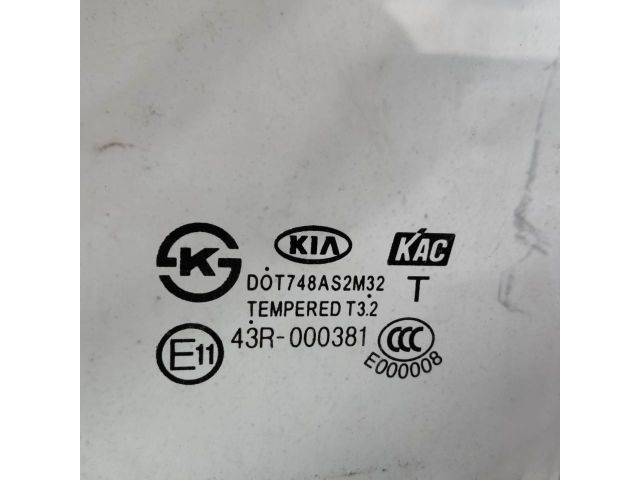 K KIA KAC
DOT748AS2M32 T
TEMPERED T3.2
E11 43R-000381 CCC
E000008